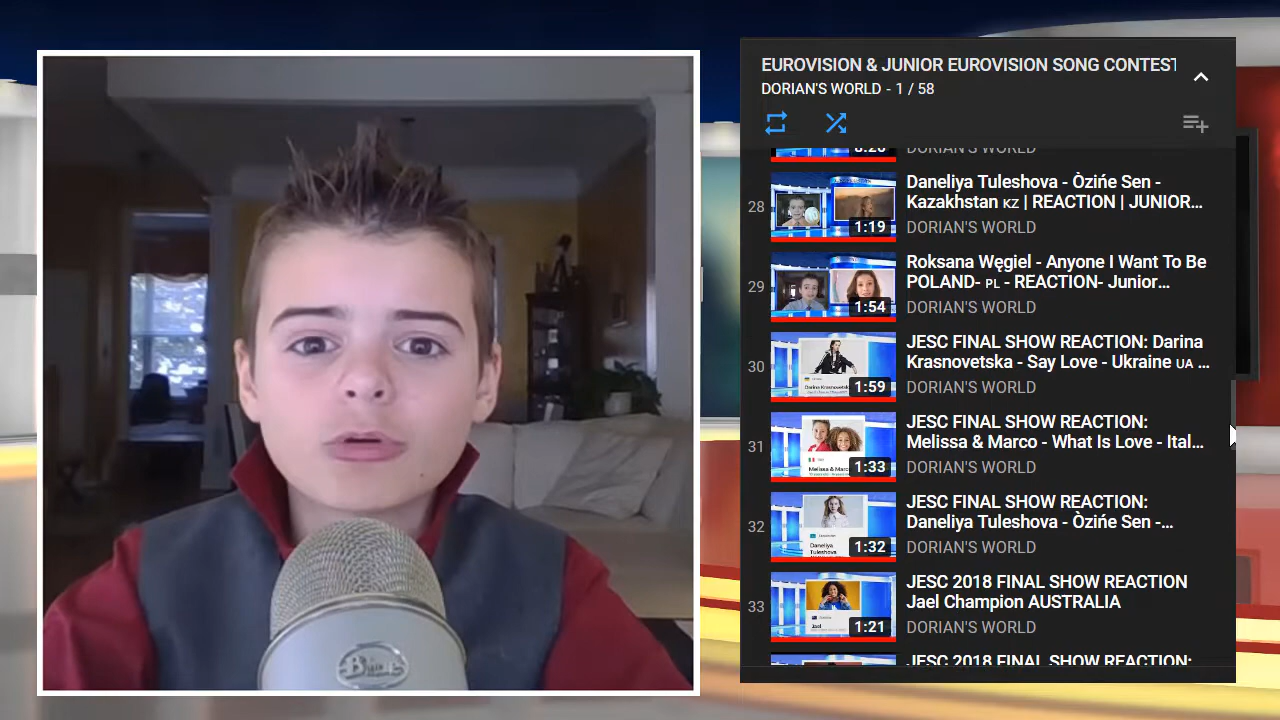 EUROVISION & JUNIOR EUROVISION SONG CONTEST
DORIAN'S WORLD - 1 / 58
DORIAN'S WORLD
28
Daneliya Tuleshova - Òzińe Sen -
Kazakhstan KZ | REACTION | JUNIOR...
1:19
DORIAN'S WORLD
29
Roksana Węgiel - Anyone I Want To Be
POLAND- PL - REACTION- Junior...
1:54
DORIAN'S WORLD
30
JESC FINAL SHOW REACTION: Darina
Krasnovetska - Say Love - Ukraine UA ...
1:59
DORIAN'S WORLD
31
JESC FINAL SHOW REACTION:
Melissa & Marco - What Is Love - Ital...
1:33
DORIAN'S WORLD
32
JESC FINAL SHOW REACTION:
Daneliya Tuleshova - Òzińe Sen -...
Daneliya
Tuleshova
1:32
DORIAN'S WORLD
33
JESC 2018 FINAL SHOW REACTION
Jael Champion AUSTRALIA
Jael
1:21
DORIAN'S WORLD
JESC 2018 FINAL SHOW REACTION:
Blue